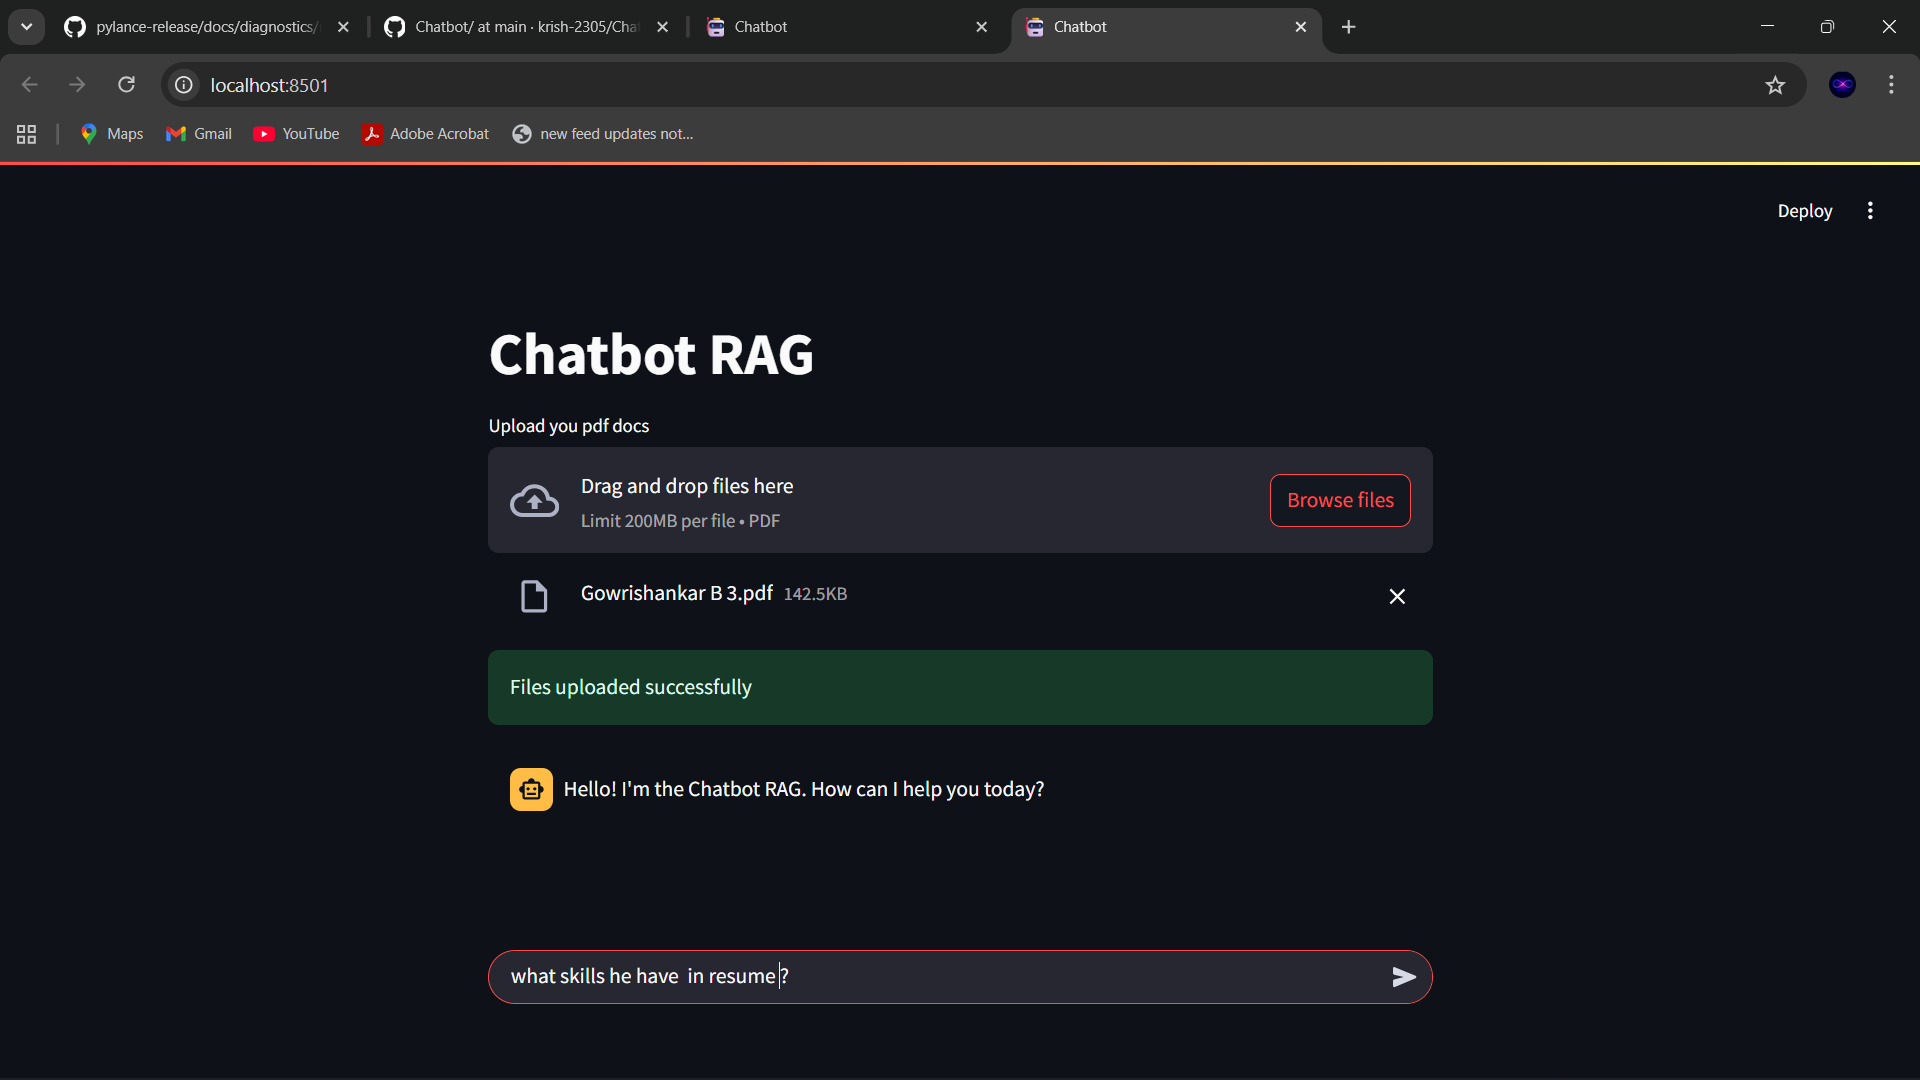 pylance-release/docs/diagnostics/
Chatbot/ at main · krish-2305/Cha
Chatbot
Chatbot
localhost:8501
Maps
Gmail
YouTube
Adobe Acrobat
new feed updates not...
Deploy
Chatbot RAG
Upload you pdf docs
Drag and drop files here
Limit 200MB per file • PDF
Browse files
Gowrishankar B 3.pdf 142.5KB
Files uploaded successfully
Hello! I'm the Chatbot RAG. How can I help you today?
what skills he have  in resume ?